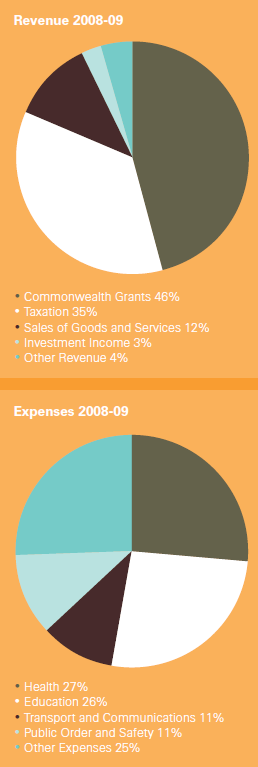 Revenue 2008-09
• Commonwealth Grants 46%
• Taxation 35%
• Sales of Goods and Services 12%
• Investment Income 3%
• Other Revenue 4%
Expenses 2008-09
• Health 27%
• Education 26%
• Transport and Communications 11%
• Public Order and Safety 11%
• Other Expenses 25%